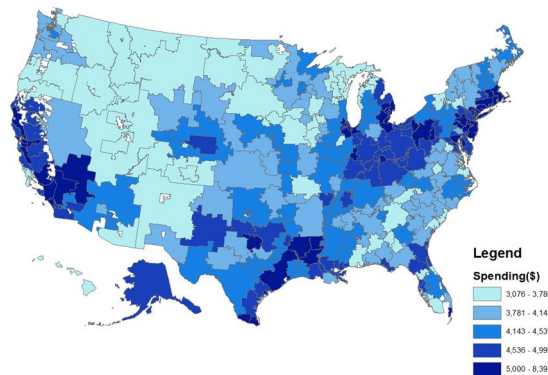 Legend
Spending($)
3,076 - 3,78
3,781 - 4,14
4,143 - 4,53
4,536 - 4,99
5,000 - 8,39